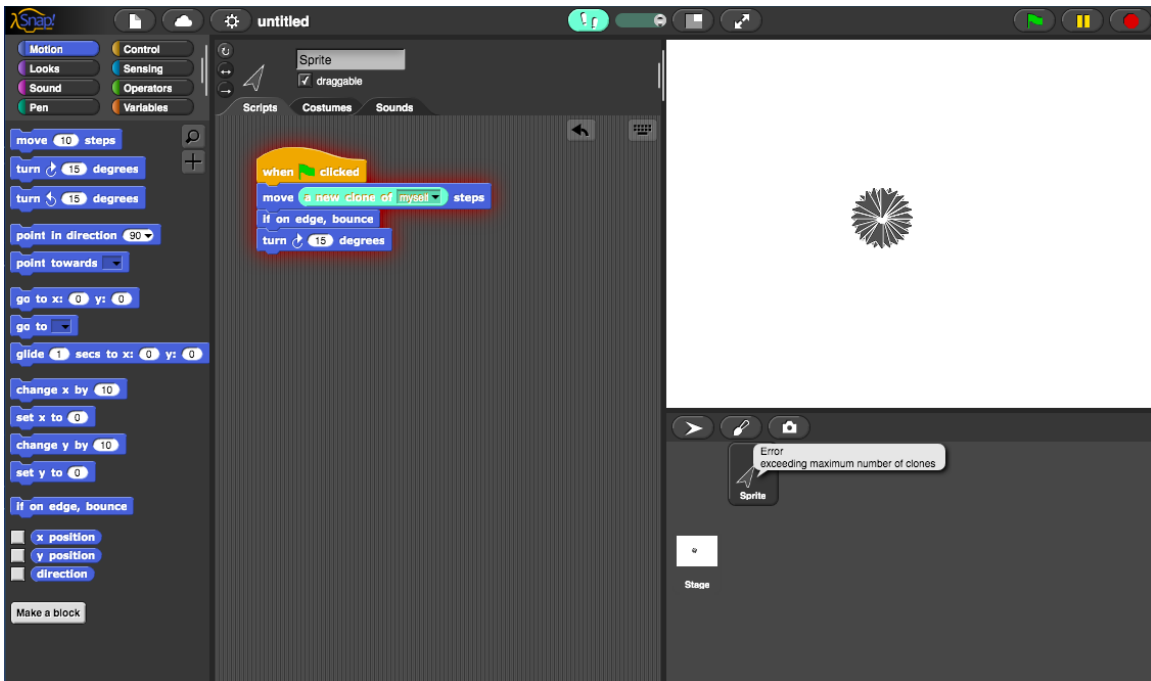 Snap!
untitled
Motion
Control
Looks
Sensing
Sound
Operators
Pen
Variables
move 10 steps
turn 15 degrees
turn 15 degrees
point in direction 90
point towards
go to x: 0 y: 0
go to
glide 1 secs to x: 0 y: 0
change x by 10
set x to 0
change y by 10
set y to 0
if on edge, bounce
x position
y position
direction
Make a block
Sprite
draggable
Scripts
Costumes
Sounds
when clicked
move a new clone of myself steps
if on edge, bounce
turn 15 degrees
Error
exceeding maximum number of clones
Sprite
Stage